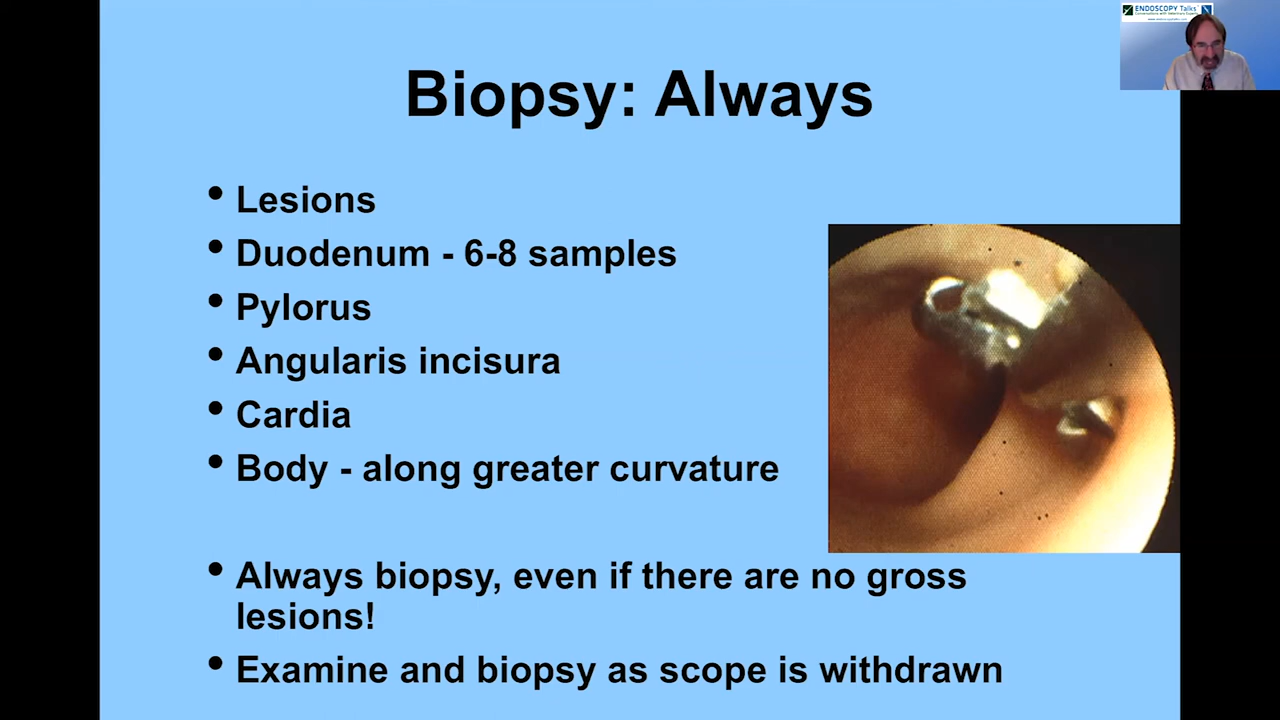 ENDOSCOPY Talks
Biopsy: Always
• Lesions
• Duodenum - 6-8 samples
• Pylorus
• Angularis incisura
• Cardia
• Body - along greater curvature
• Always biopsy, even if there are no gross
lesions!
• Examine and biopsy as scope is withdrawn